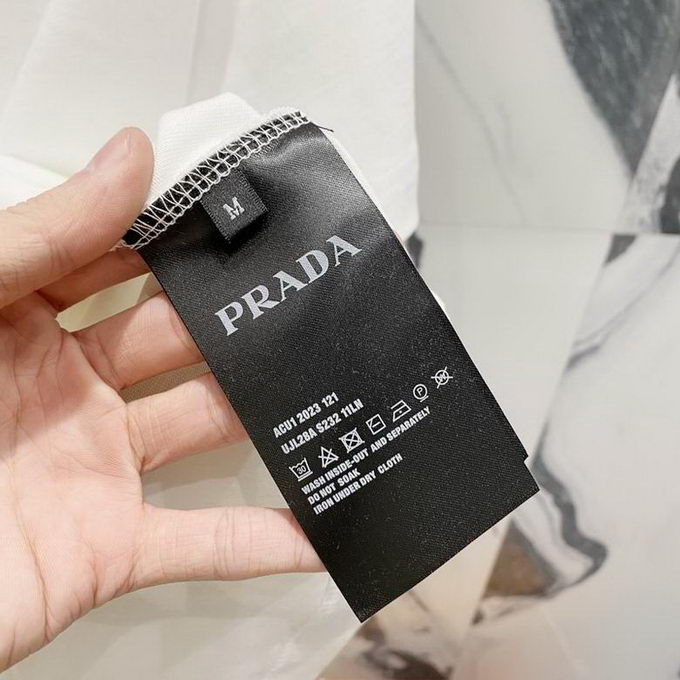 M
PRADA
ACU1 2023 121
UJL28A S232 11LN
30
P
WASH INSIDE-OUT AND SEPARATELY
DO NOT SOAK
IRON UNDER DRY CLOTH